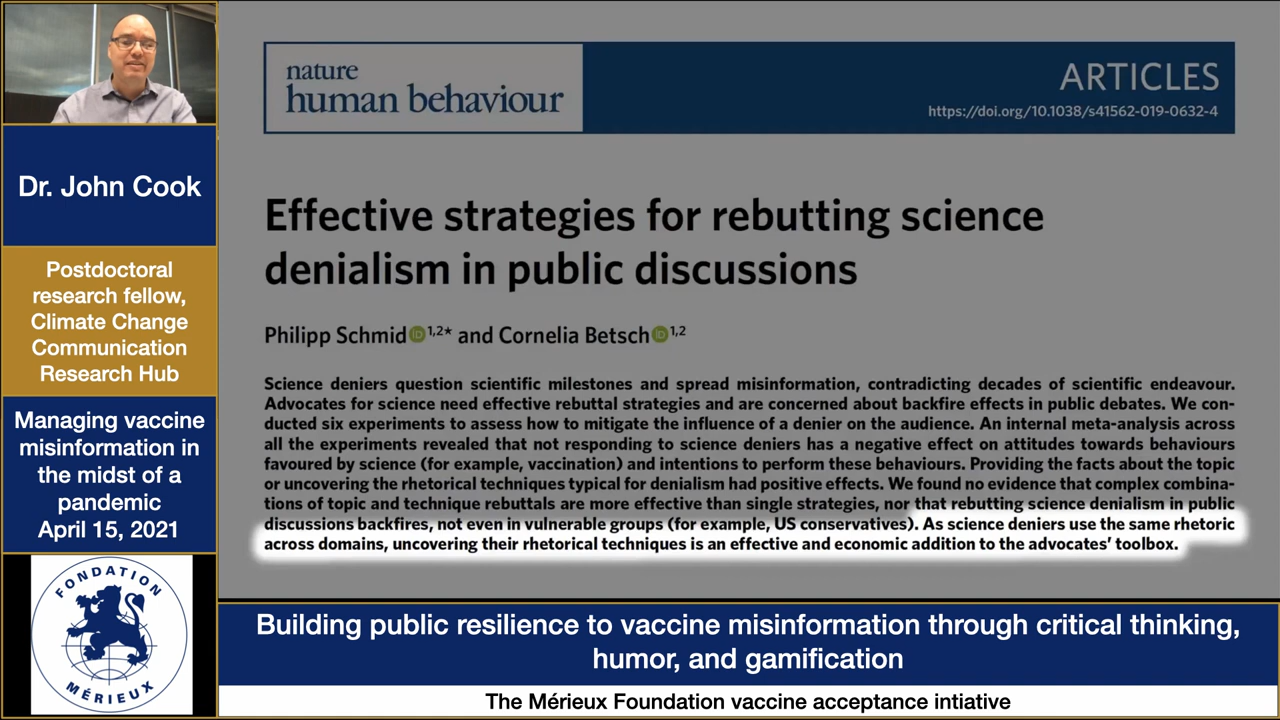 Dr. John Cook
Postdoctoral
research fellow,
Climate Change
Communication
Research Hub
Managing vaccine
misinformation in
the midst of a
pandemic
April 15, 2021
FONDATION
MÉRIEUX
nature
human behaviour
ARTICLES
https://doi.org/10.1038/s41562-019-0632-4
Effective strategies for rebutting science
denialism in public discussions
Philipp Schmid iD 1,2* and Cornelia Betsch iD 1,2
Science deniers question scientific milestones and spread misinformation, contradicting decades of scientific endeavour.
Advocates for science need effective rebuttal strategies and are concerned about backfire effects in public debates. We con-
ducted six experiments to assess how to mitigate the influence of a denier on the audience. An internal meta-analysis across
all the experiments revealed that not responding to science deniers has a negative effect on attitudes towards behaviours
favoured by science (for example, vaccination) and intentions to perform these behaviours. Providing the facts about the topic
or uncovering the rhetorical techniques typical for denialism had positive effects. We found no evidence that complex combina-
tions of topic and technique rebuttals are more effective than single strategies, nor that rebutting science denialism in public
discussions backfires, not even in vulnerable groups (for example, US conservatives). As science deniers use the same rhetoric
across domains, uncovering their rhetorical techniques is an effective and economic addition to the advocates’ toolbox.
Building public resilience to vaccine misinformation through critical thinking,
humor, and gamification
The Mérieux Foundation vaccine acceptance intiative